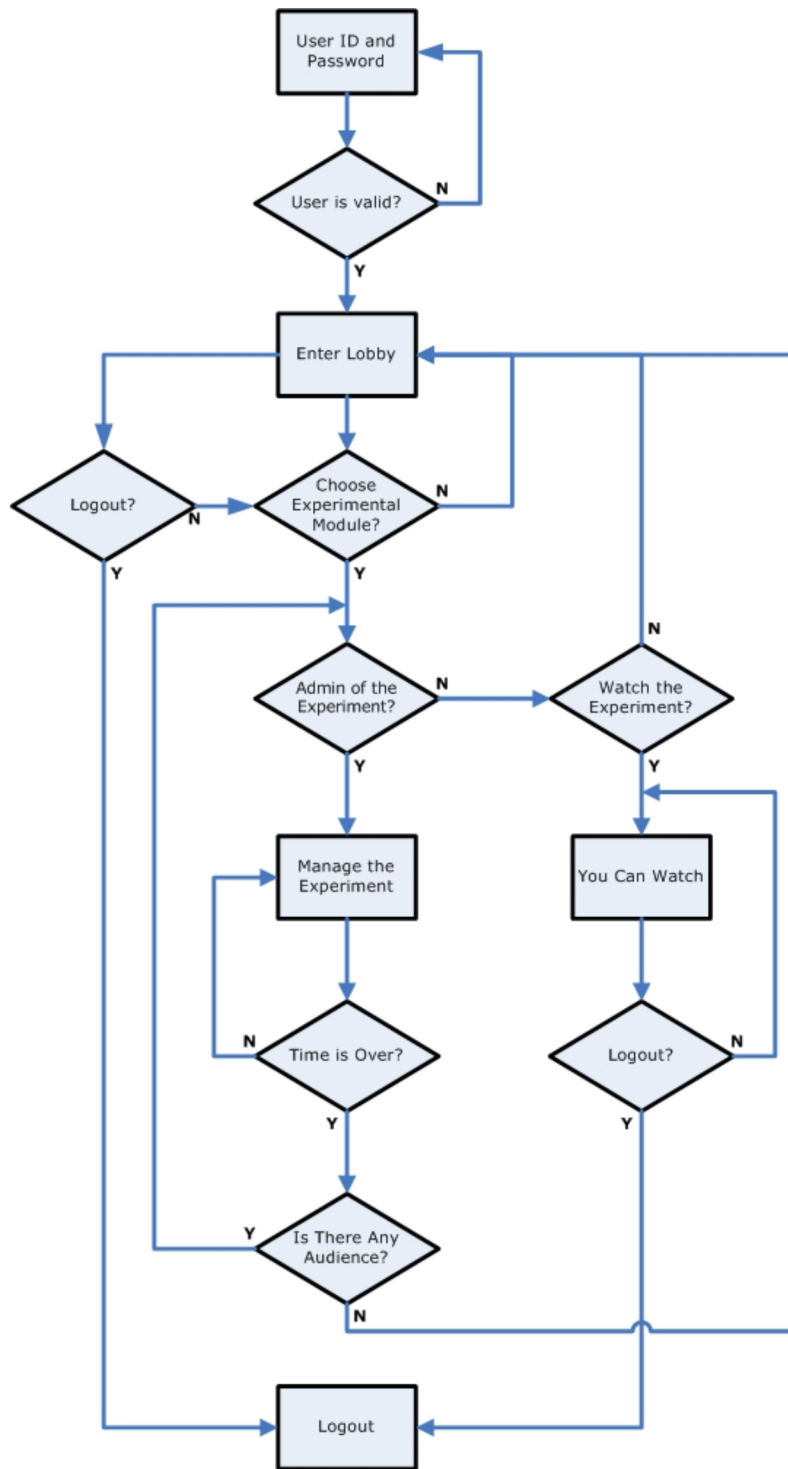 User ID and
Password
User is valid?
N
Y
Enter Lobby
Logout?
N
Y
Choose
Experimental
Module?
N
Y
Admin of the
Experiment?
N
Y
Watch the
Experiment?
N
Y
Manage the
Experiment
You Can Watch
Time is Over?
N
Y
Logout?
N
Y
Is There Any
Audience?
Y
N
Logout